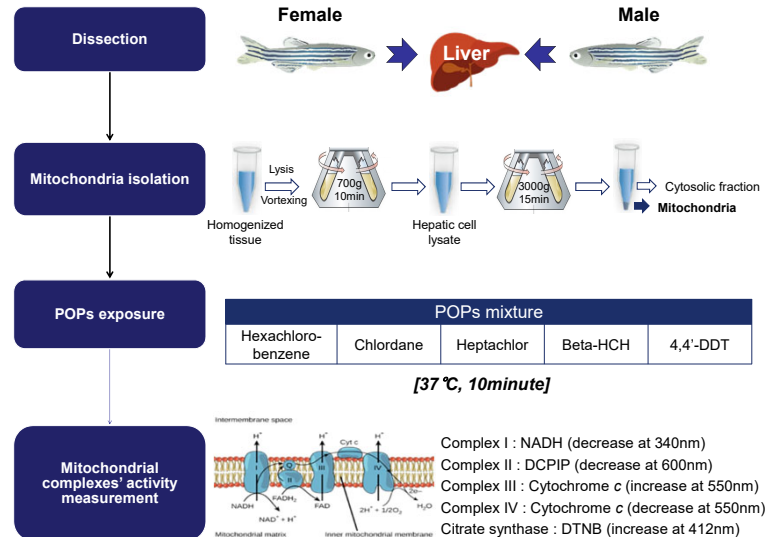 Dissection
Female
Male
Liver
Mitochondria isolation
Lysis
Vortexing
700g
10min
3000g
15min
Cytosolic fraction
Mitochondria
Homogenized
tissue
Hepatic cell
lysate
POPs exposure
POPs mixture
Hexachloro-
benzene
Chlordane
Heptachlor
Beta-HCH
4,4'-DDT
[37℃, 10minute]
Mitochondrial
complexes' activity
measurement
Intermembrane space
H⁺
H⁺
H⁺
Cyt c
I
Q
II
III
IV
NADH
FADH₂
NAD⁺ + H⁺
FAD
2H⁺ + 1/2O₂
2e-
H₂O
Mitochondrial matrix
Inner mitochondrial membrane
Complex I : NADH (decrease at 340nm)
Complex II : DCPIP (decrease at 600nm)
Complex III : Cytochrome c (increase at 550nm)
Complex IV : Cytochrome c (decrease at 550nm)
Citrate synthase : DTNB (increase at 412nm)